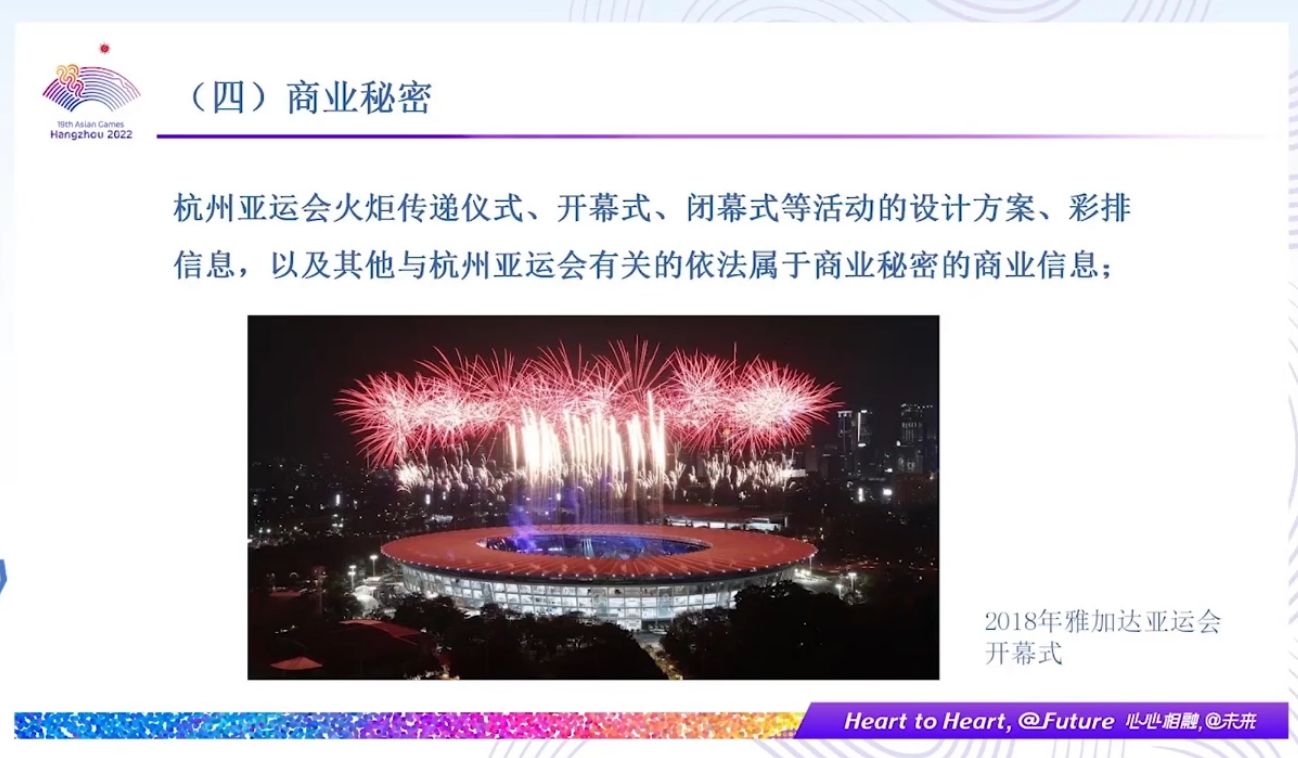 19th Asian Games
Hangzhou 2022
（四）商业秘密
杭州亚运会火炬传递仪式、开幕式、闭幕式等活动的设计方案、彩排
信息，以及其他与杭州亚运会有关的依法属于商业秘密的商业信息；
2018年雅加达亚运会
开幕式
Heart to Heart, @Future 心心相融,@未来